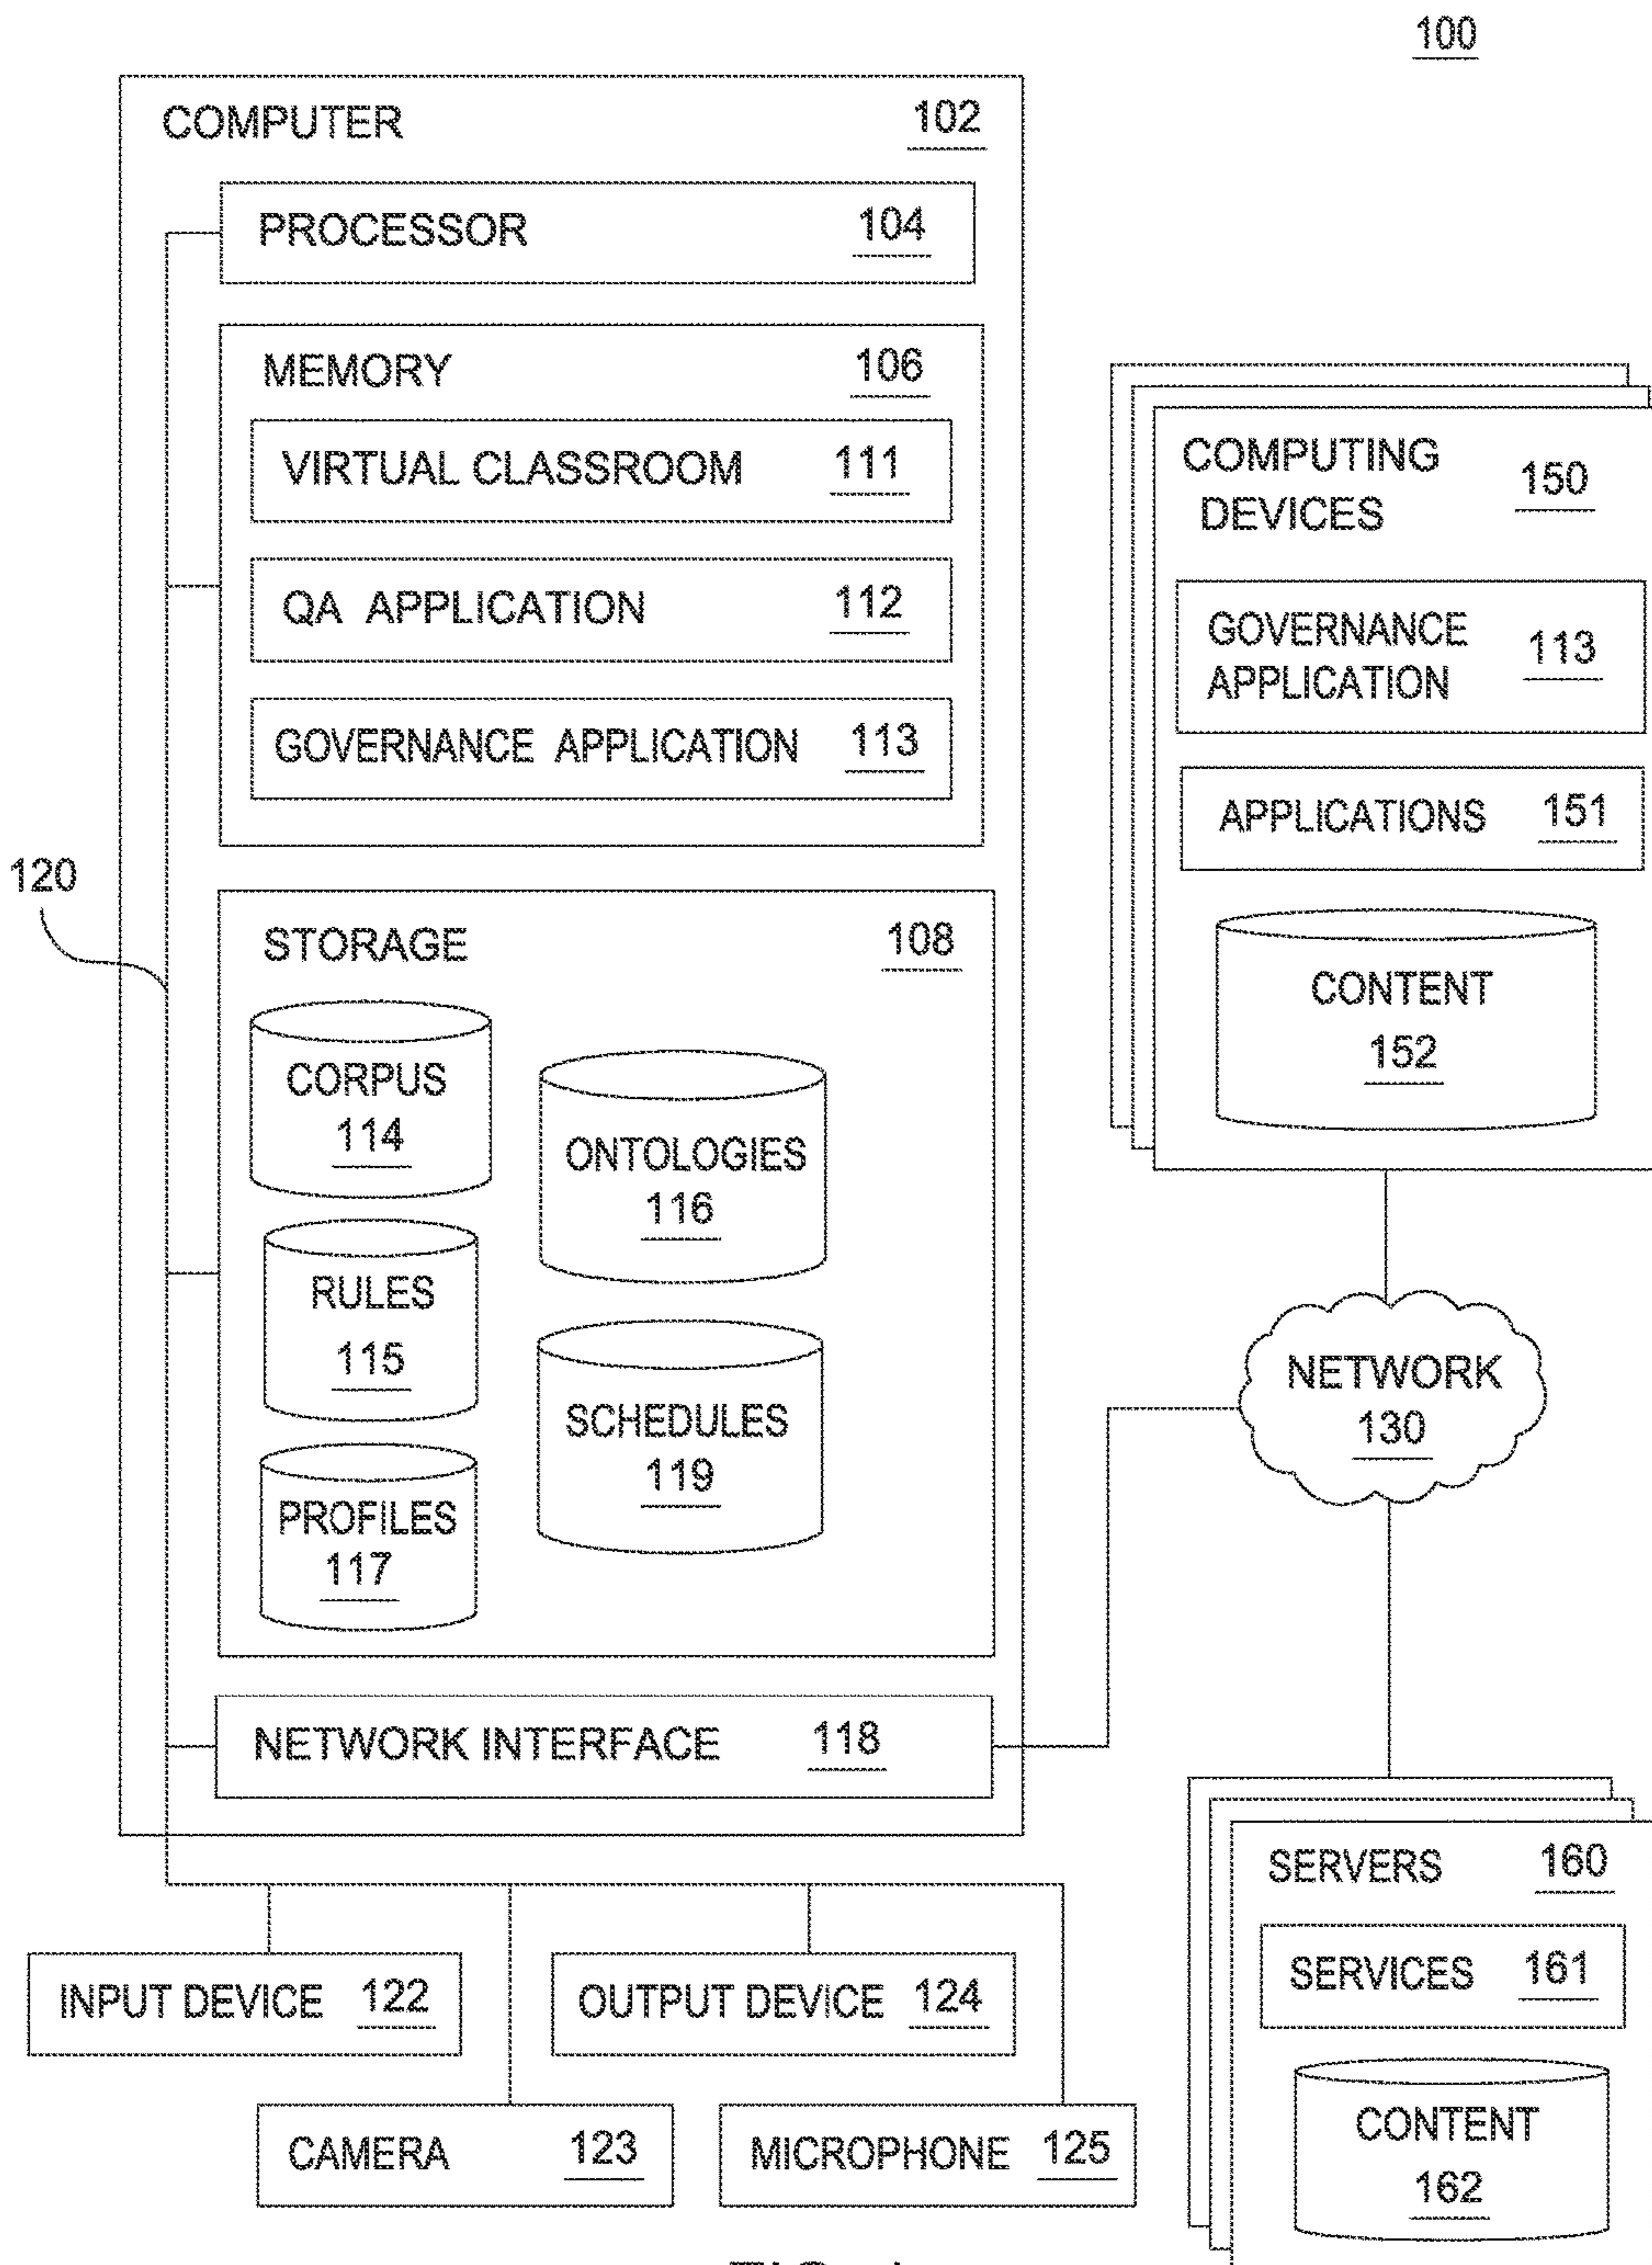 100
COMPUTER 102
PROCESSOR 104
MEMORY 106
VIRTUAL CLASSROOM 111
QA APPLICATION 112
GOVERNANCE APPLICATION 113
120
STORAGE 108
CORPUS
114
ONTOLOGIES
116
RULES
115
SCHEDULES
119
PROFILES
117
NETWORK INTERFACE 118
INPUT DEVICE 122
OUTPUT DEVICE 124
CAMERA 123
MICROPHONE 125
COMPUTING
DEVICES
150
GOVERNANCE
APPLICATION
113
APPLICATIONS 151
CONTENT
152
NETWORK
130
SERVERS 160
SERVICES 161
CONTENT
162